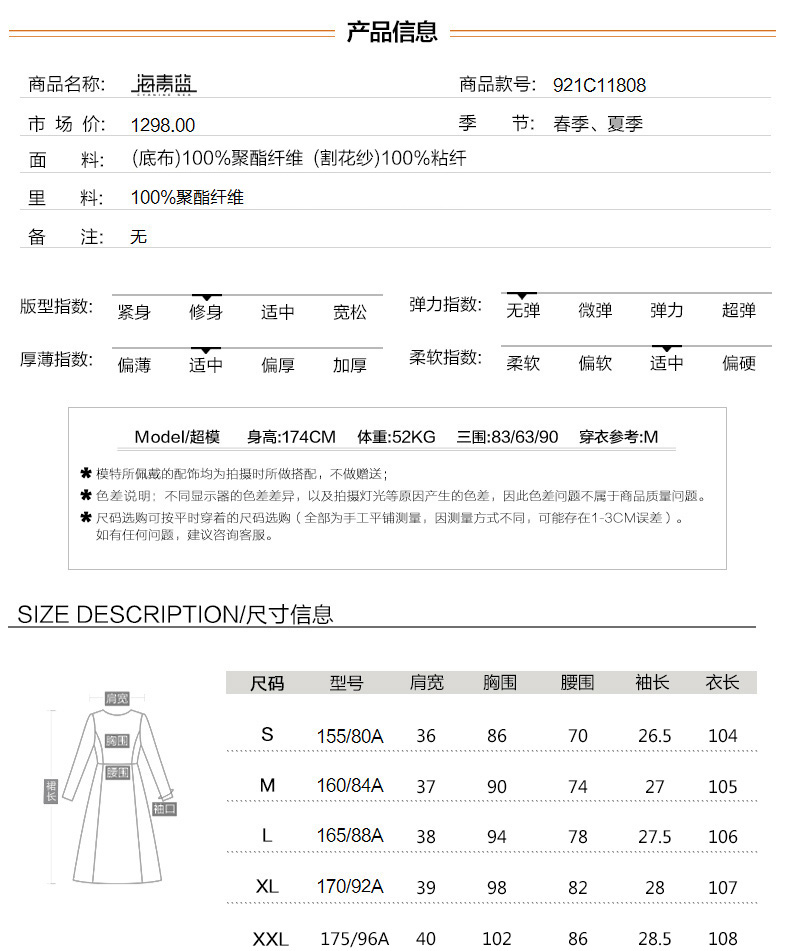 产品信息
商品名称: 海青蓝
商品款号: 921C11808
市 场 价: 1298.00
季 节: 春季、夏季
面 料: (底布)100%聚酯纤维 (割花纱)100%粘纤
里 料: 100%聚酯纤维
备 注: 无
版型指数: 紧身 修身 适中 宽松
弹力指数: 无弹 微弹 弹力 超弹
厚薄指数: 偏薄 适中 偏厚 加厚
柔软指数: 柔软 偏软 适中 偏硬
Model/超模 身高:174CM 体重:52KG 三围:83/63/90 穿衣参考:M
✱ 模特所佩戴的配饰均为拍摄时所做搭配，不做赠送；
✱ 色差说明：不同显示器的色差差异，以及拍摄灯光等原因产生的色差，因此色差问题不属于商品质量问题。
✱ 尺码选购可按平时穿着的尺码选购（全部为手工平铺测量，因测量方式不同，可能存在1-3CM误差）。
如有任何问题，建议咨询客服。
SIZE DESCRIPTION/尺寸信息
肩宽
胸围
腰围
裙长
袖口
尺码 型号 肩宽 胸围 腰围 袖长 衣长
S 155/80A 36 86 70 26.5 104
M 160/84A 37 90 74 27 105
L 165/88A 38 94 78 27.5 106
XL 170/92A 39 98 82 28 107
XXL 175/96A 40 102 86 28.5 108